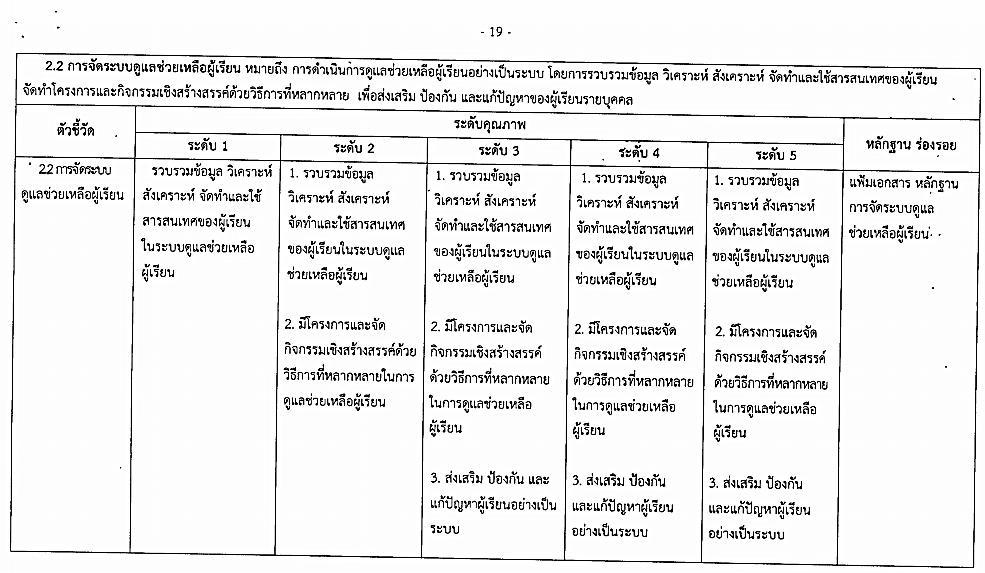 - 19 -
2.2 การจัดระบบดูแลช่วยเหลือผู้เรียน หมายถึง การดำเนินการดูแลช่วยเหลือผู้เรียนอย่างเป็นระบบ โดยการรวบรวมข้อมูล วิเคราะห์ สังเคราะห์ จัดทำและใช้สารสนเทศของผู้เรียน
จัดทำโครงการและกิจกรรมเชิงสร้างสรรค์ด้วยวิธีการที่หลากหลาย เพื่อส่งเสริม ป้องกัน และแก้ปัญหาของผู้เรียนรายบุคคล
ตัวชี้วัด
ระดับคุณภาพ
หลักฐาน ร่องรอย
ระดับ 1
ระดับ 2
ระดับ 3
ระดับ 4
ระดับ 5
2.2 การจัดระบบ
ดูแลช่วยเหลือผู้เรียน
รวบรวมข้อมูล วิเคราะห์
สังเคราะห์ จัดทำและใช้
สารสนเทศของผู้เรียน
ในระบบดูแลช่วยเหลือ
ผู้เรียน
1. รวบรวมข้อมูล
วิเคราะห์ สังเคราะห์
จัดทำและใช้สารสนเทศ
ของผู้เรียนในระบบดูแล
ช่วยเหลือผู้เรียน
2. มีโครงการและจัด
กิจกรรมเชิงสร้างสรรค์ด้วย
วิธีการที่หลากหลายในการ
ดูแลช่วยเหลือผู้เรียน
1. รวบรวมข้อมูล
วิเคราะห์ สังเคราะห์
จัดทำและใช้สารสนเทศ
ของผู้เรียนในระบบดูแล
ช่วยเหลือผู้เรียน
2. มีโครงการและจัด
กิจกรรมเชิงสร้างสรรค์
ด้วยวิธีการที่หลากหลาย
ในการดูแลช่วยเหลือ
ผู้เรียน
3. ส่งเสริม ป้องกัน และ
แก้ปัญหาผู้เรียนอย่างเป็น
ระบบ
1. รวบรวมข้อมูล
วิเคราะห์ สังเคราะห์
จัดทำและใช้สารสนเทศ
ของผู้เรียนในระบบดูแล
ช่วยเหลือผู้เรียน
2. มีโครงการและจัด
กิจกรรมเชิงสร้างสรรค์
ด้วยวิธีการที่หลากหลาย
ในการดูแลช่วยเหลือ
ผู้เรียน
3. ส่งเสริม ป้องกัน
และแก้ปัญหาผู้เรียน
อย่างเป็นระบบ
1. รวบรวมข้อมูล
วิเคราะห์ สังเคราะห์
จัดทำและใช้สารสนเทศ
ของผู้เรียนในระบบดูแล
ช่วยเหลือผู้เรียน
2. มีโครงการและจัด
กิจกรรมเชิงสร้างสรรค์
ด้วยวิธีการที่หลากหลาย
ในการดูแลช่วยเหลือ
ผู้เรียน
3. ส่งเสริม ป้องกัน
และแก้ปัญหาผู้เรียน
อย่างเป็นระบบ
แฟ้มเอกสาร หลักฐาน
การจัดระบบดูแล
ช่วยเหลือผู้เรียน